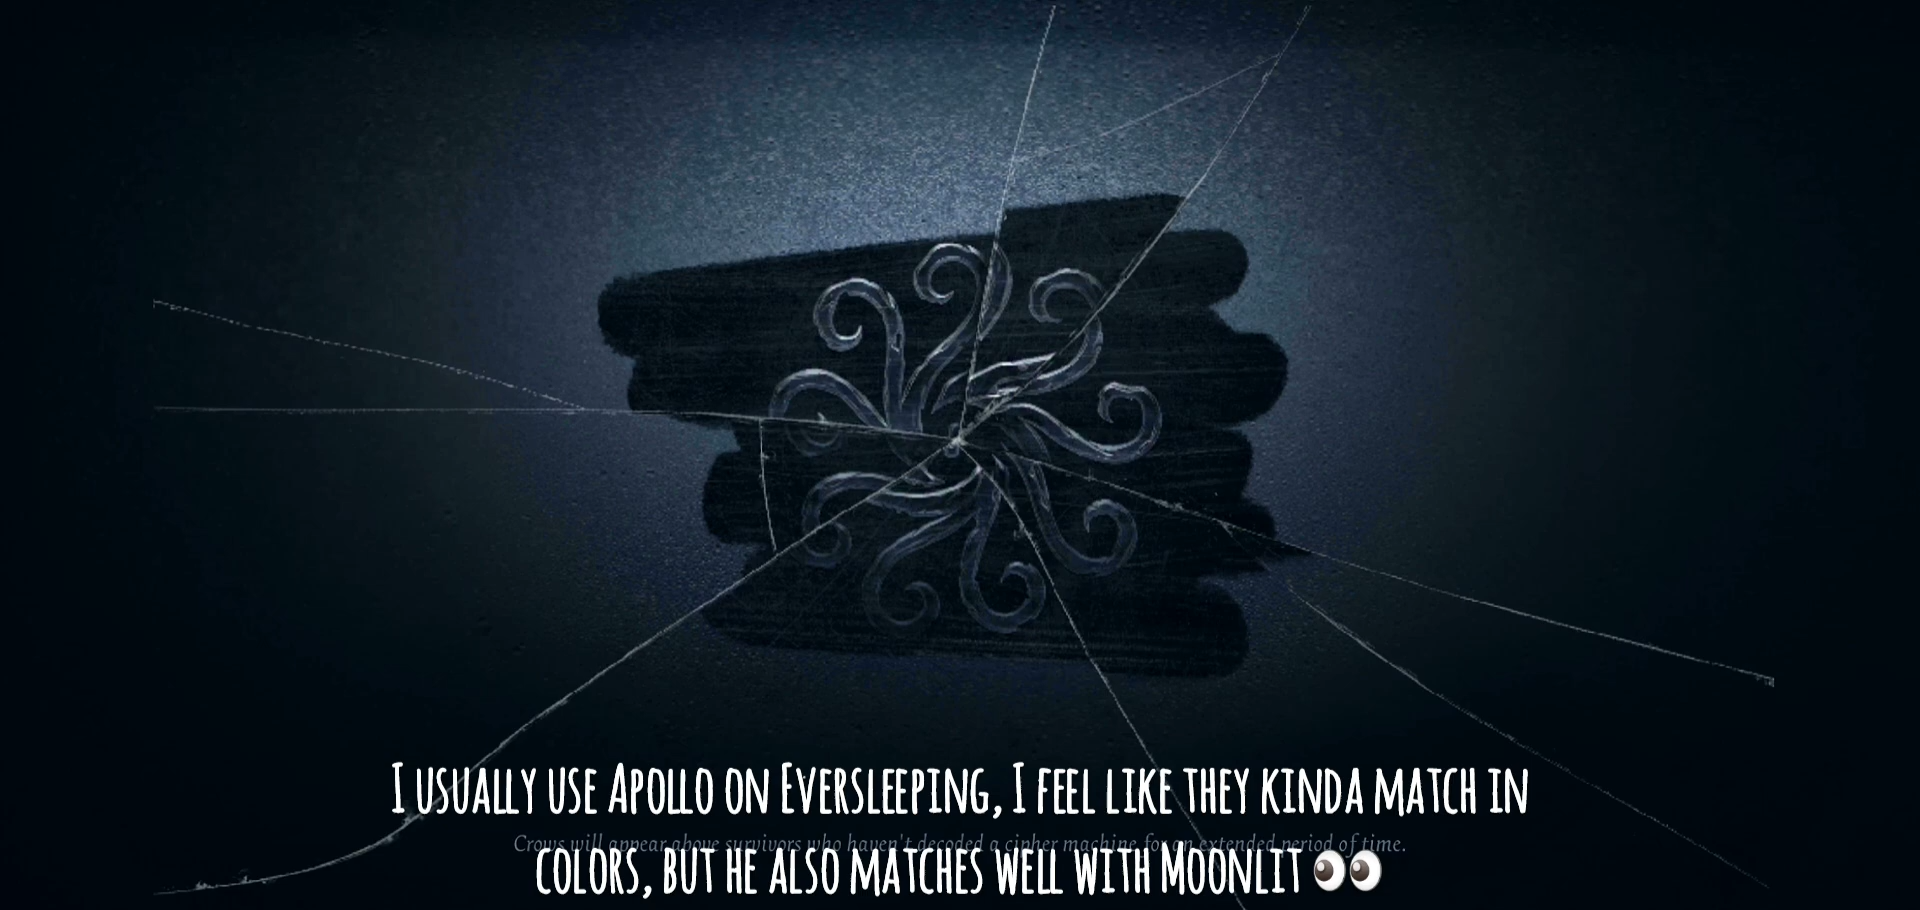 I usually use Apollo on Eversleeping, I feel like they kinda match in
Crows will appear above survivors who haven't decoded a cipher machine for an extended period of time.
colors, but he also matches well with Moonlit 👀